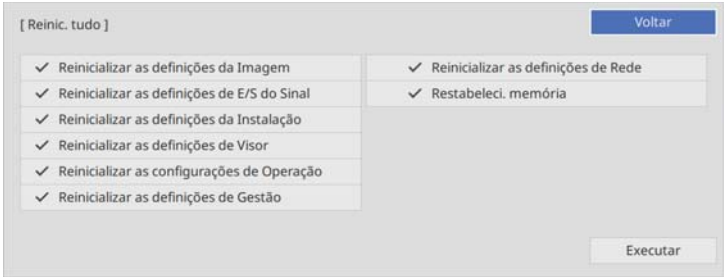 [ Reinic. tudo ]
Voltar
Reinicializar as definições da Imagem
Reinicializar as definições de E/S do Sinal
Reinicializar as definições da Instalação
Reinicializar as definições de Visor
Reinicializar as configurações de Operação
Reinicializar as definições de Gestão
Reinicializar as definições de Rede
Restabeleci. memória
Executar